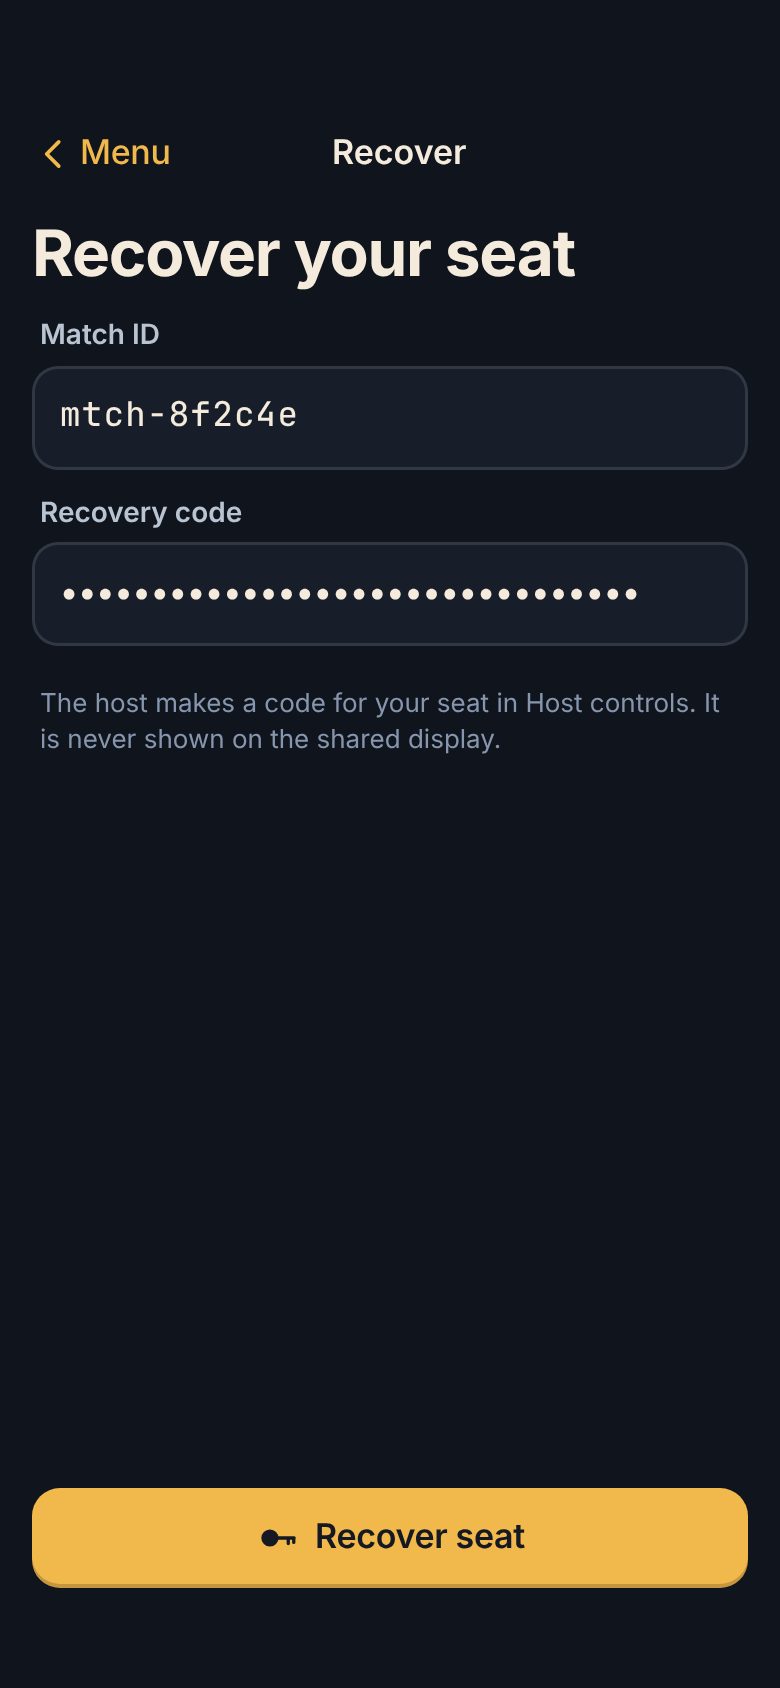 Menu
Recover
Recover your seat
Match ID
mtch-8f2c4e
Recovery code
••••••••••••••••••••••••••••••••
The host makes a code for your seat in Host controls. It
is never shown on the shared display.
Recover seat